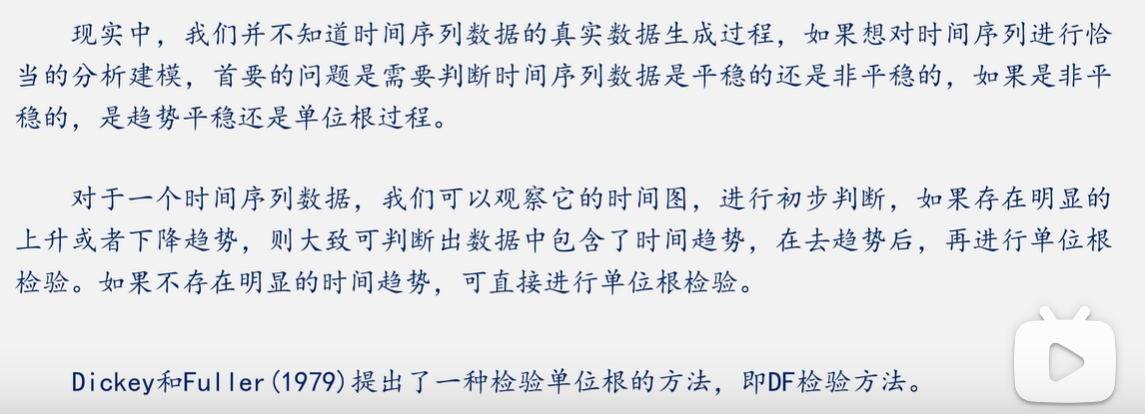 现实中，我们并不知道时间序列数据的真实数据生成过程，如果想对时间序列进行恰
当的分析建模，首要的问题是需要判断时间序列数据是平稳的还是非平稳的，如果是非平
稳的，是趋势平稳还是单位根过程。
对于一个时间序列数据，我们可以观察它的时间图，进行初步判断，如果存在明显的
上升或者下降趋势，则大致可判断出数据中包含了时间趋势，在去趋势后，再进行单位根
检验。如果不存在明显的时间趋势，可直接进行单位根检验。
Dickey和Fuller(1979)提出了一种检验单位根的方法，即DF检验方法。